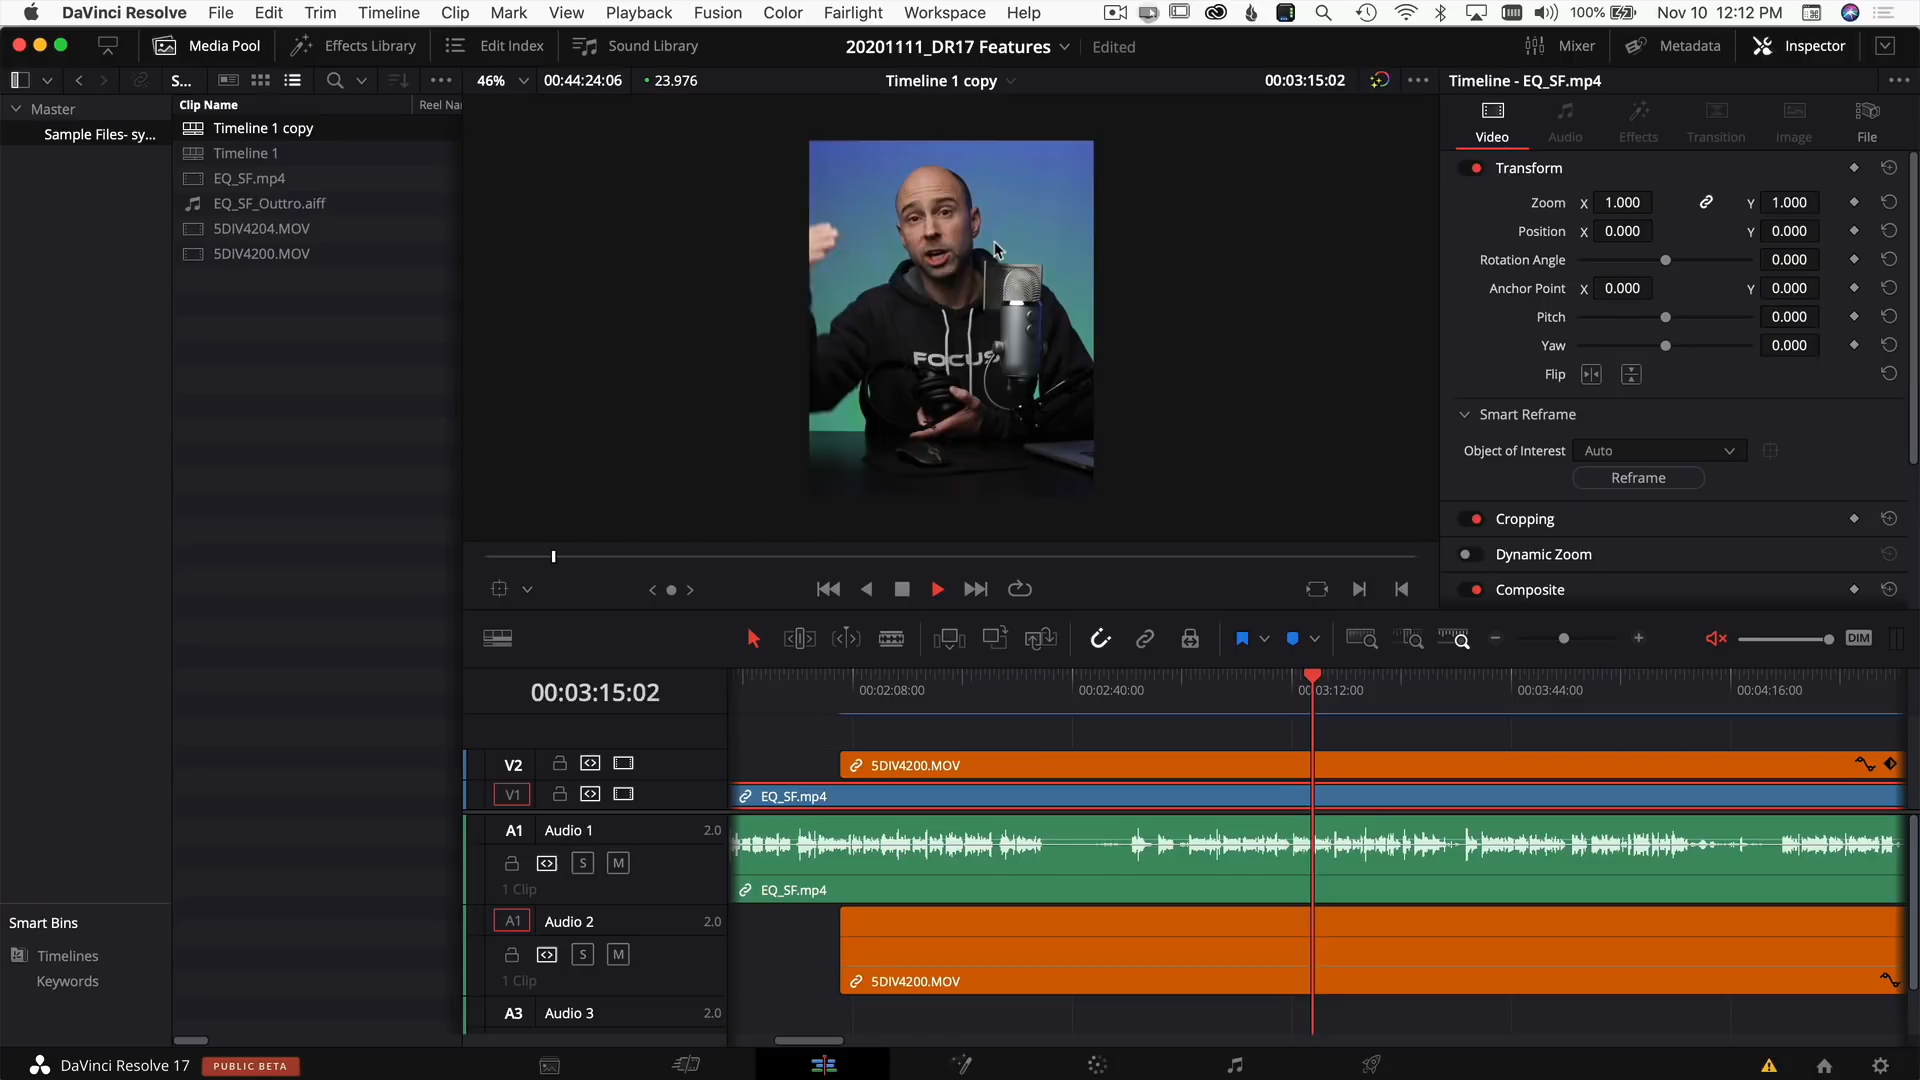 DaVinci Resolve File Edit Trim Timeline Clip Mark View Playback Fusion Color Fairlight Workspace Help 100% Nov 10 12:12 PM
Media Pool Effects Library Edit Index Sound Library 20201111_DR17 Features Edited Mixer Metadata Inspector
S... 46% 00:44:24:06 23.976 Timeline 1 copy 00:03:15:02 Timeline - EQ_SF.mp4
Master
Sample Files- sy...
Clip Name Reel Na
Timeline 1 copy
Timeline 1
EQ_SF.mp4
EQ_SF_Outtro.aiff
5DIV4204.MOV
5DIV4200.MOV
FOCUS
Video Audio Effects Transition Image File
Transform
Zoom X 1.000 Y 1.000
Position X 0.000 Y 0.000
Rotation Angle 0.000
Anchor Point X 0.000 Y 0.000
Pitch 0.000
Yaw 0.000
Flip
Smart Reframe
Object of Interest Auto
Reframe
Cropping
Dynamic Zoom
Composite
DIM
00:03:15:02
00:02:08:00 00:02:40:00 00:03:12:00 00:03:44:00 00:04:16:00
V2 5DIV4200.MOV
V1 EQ_SF.mp4
A1 Audio 1 2.0
S M
1 Clip
EQ_SF.mp4
A1 Audio 2 2.0
S M
1 Clip
5DIV4200.MOV
A3 Audio 3 2.0
Smart Bins
Timelines
Keywords
DaVinci Resolve 17 PUBLIC BETA